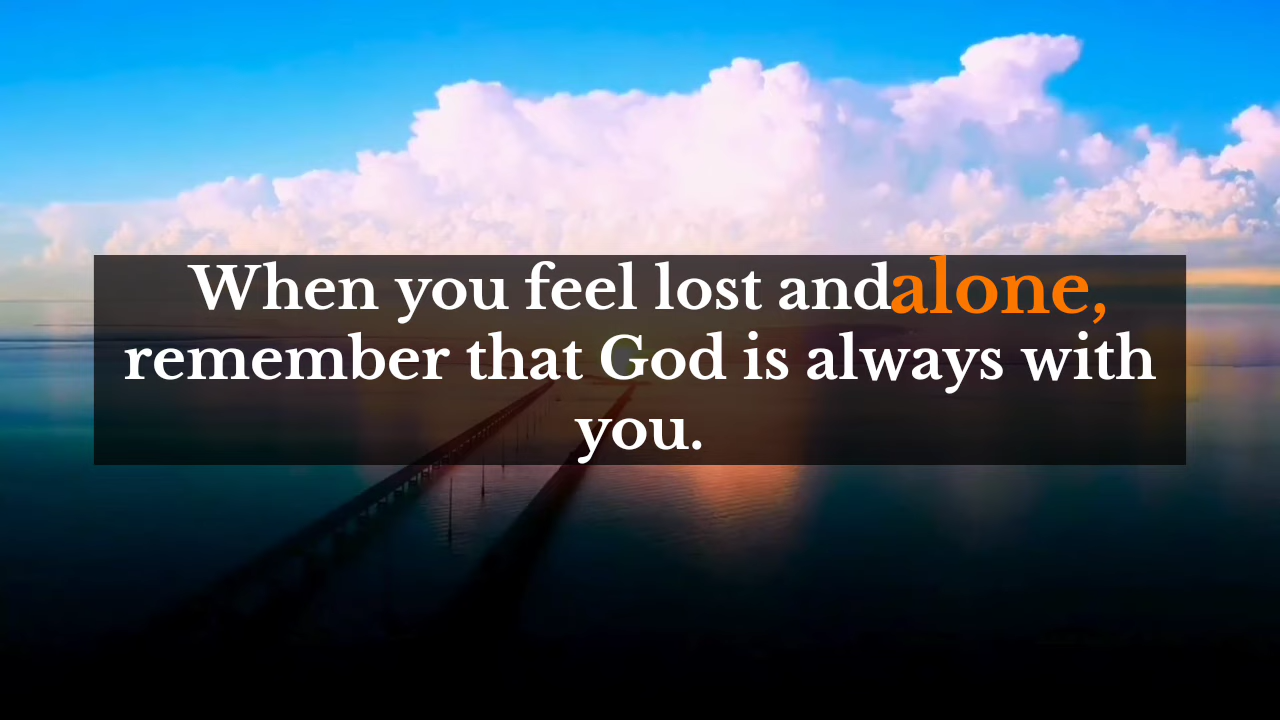 When you feel lost and alone,
remember that God is always with
you.